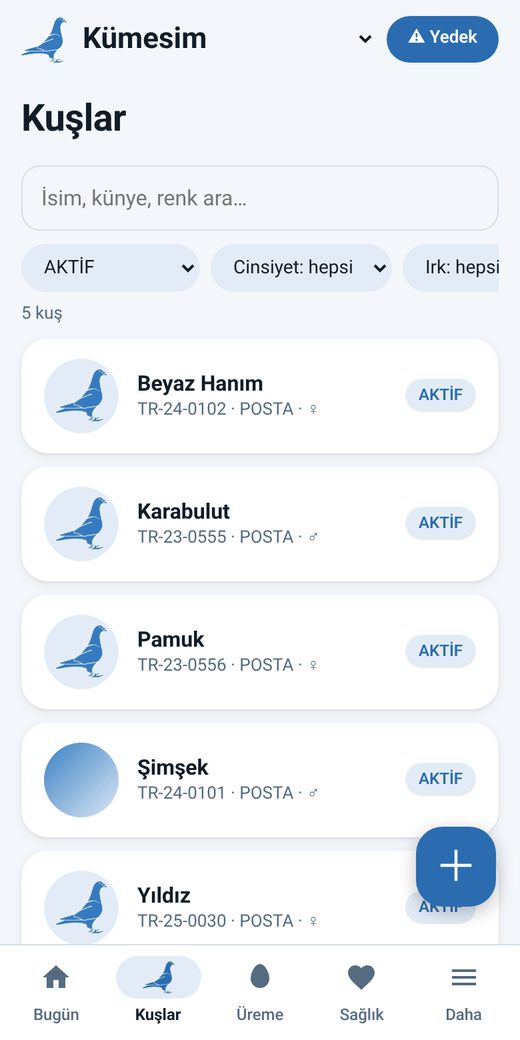 Kümesim
⚠ Yedek
Kuşlar
İsim, künye, renk ara…
AKTİF
Cinsiyet: hepsi
Irk: hepsi
5 kuş
Beyaz Hanım
TR-24-0102 · POSTA · ♀
AKTİF
Karabulut
TR-23-0555 · POSTA · ♂
AKTİF
Pamuk
TR-23-0556 · POSTA · ♀
AKTİF
Şimşek
TR-24-0101 · POSTA · ♂
AKTİF
Yıldız
TR-25-0030 · POSTA · ♀
AKTİF
Bugün
Kuşlar
Üreme
Sağlık
Daha